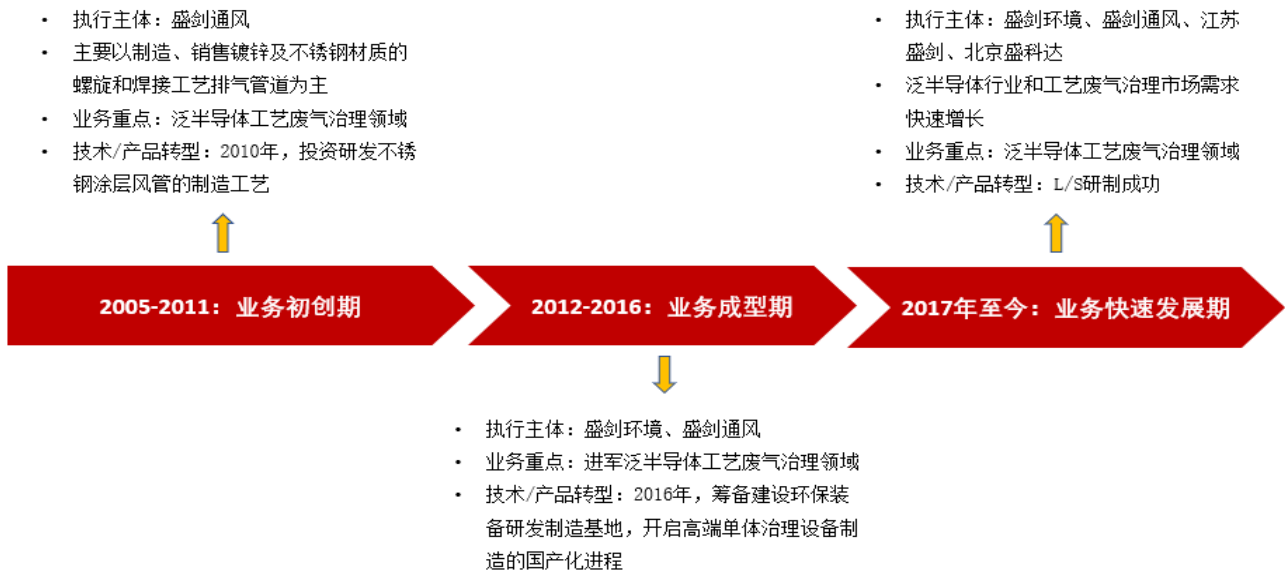 • 执行主体：盛剑通风
• 主要以制造、销售镀锌及不锈钢材质的
螺旋和焊接工艺排气管道为主
• 业务重点：泛半导体工艺废气治理领域
• 技术/产品转型：2010年，投资研发不锈
钢涂层风管的制造工艺
• 执行主体：盛剑环境、盛剑通风、江苏
盛剑、北京盛科达
• 泛半导体行业和工艺废气治理市场需求
快速增长
• 业务重点：泛半导体工艺废气治理领域
• 技术/产品转型：L/S研制成功
2005-2011：业务初创期
2012-2016：业务成型期
2017年至今：业务快速发展期
• 执行主体：盛剑环境、盛剑通风
• 业务重点：进军泛半导体工艺废气治理领域
• 技术/产品转型：2016年，筹备建设环保装
备研发制造基地，开启高端单体治理设备制
造的国产化进程